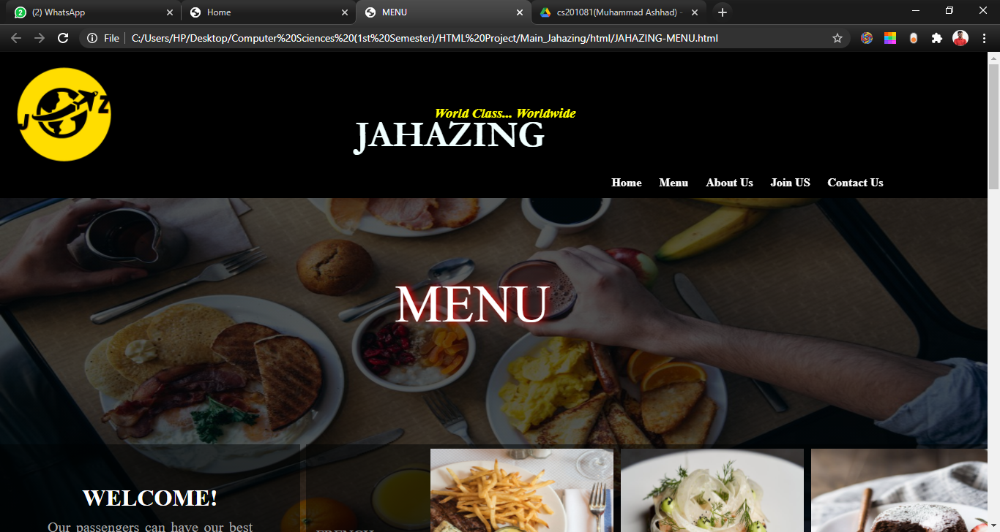 (2) WhatsApp
Home
MENU
cs201081(Muhammad Ashhad) -
File
C:/Users/HP/Desktop/Computer%20Sciences%20(1st%20Semester)/HTML%20Project/Main_Jahazing/html/JAHAZING-MENU.html
J Z
World Class... Worldwide
JAHAZING
Home Menu About Us Join US Contact Us
MENU
WELCOME!
Our passengers can have our best
FRENCH